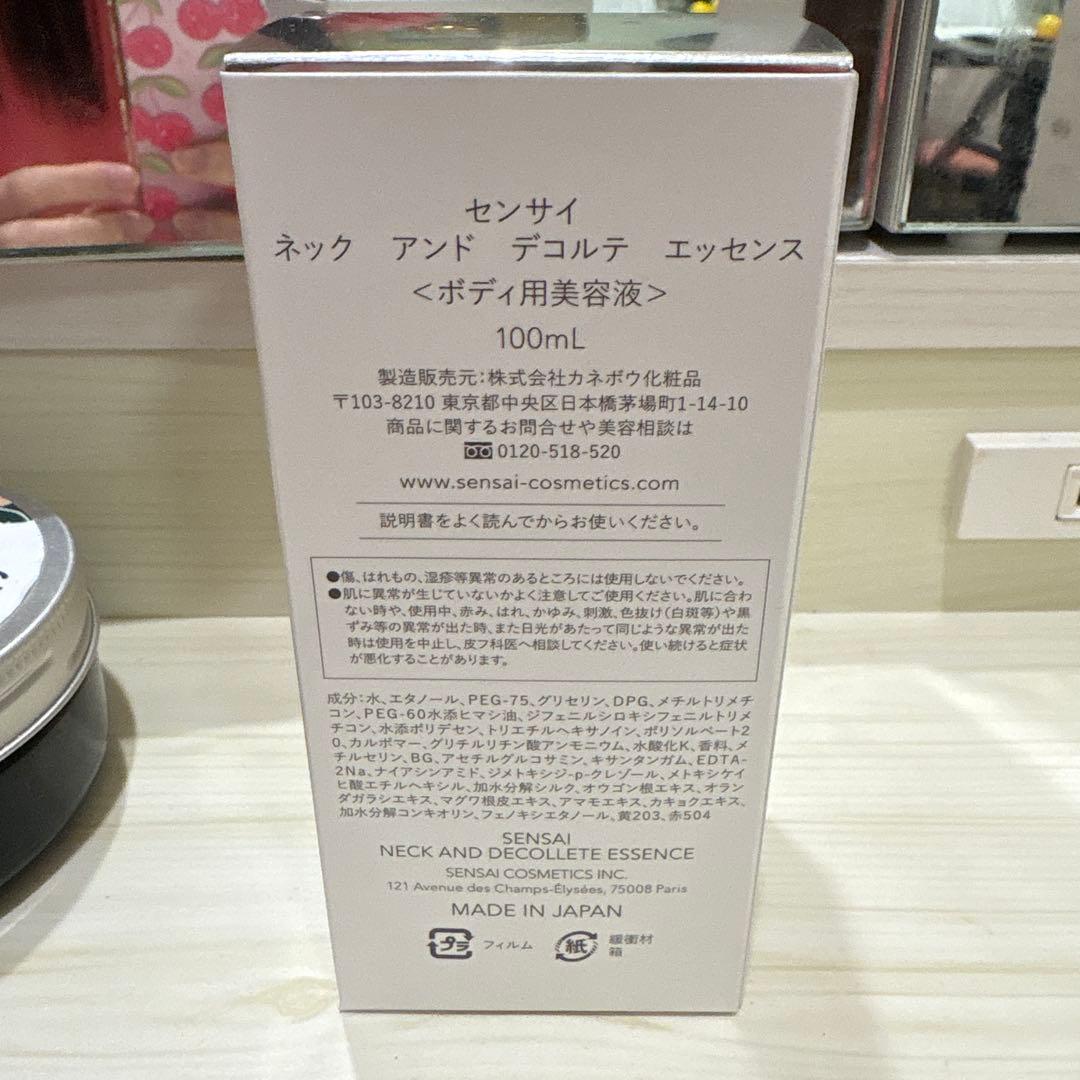 センサイ
ネック アンド デコルテ エッセンス
<ボディ用美容液>
100mL
製造販売元:株式会社カネボウ化粧品
〒103-8210 東京都中央区日本橋茅場町1-14-10
商品に関するお問合せや美容相談は
0120-518-520
www.sensai-cosmetics.com
説明書をよく読んでからお使いください。
●傷、はれもの、湿疹等異常のあるところには使用しないでください。
●肌に異常が生じていないかよく注意してご使用ください。肌に合わ
ない時や、使用中、赤み、はれ、かゆみ、刺激、色抜け(白斑等)や黒
ずみ等の異常が出た時、また日光があたって同じような異常が出た
時は使用を中止し、皮フ科医へ相談してください。使い続けると症状
が悪化することがあります。
成分:水、エタノール、PEG-75、グリセリン、DPG、メチルトリメチ
コン、PEG-60水添ヒマシ油、ジフェニルシロキシフェニルトリメ
チコン、水添ポリデセン、トリエチルヘキサノイン、ポリソルベート2
0、カルボマー、グリチルリチン酸アンモニウム、水酸化K、香料、メ
チルセリン、BG、アセチルグルコサミン、キサンタンガム、EDTA-
2Na、ナイアシンアミド、ジメトキシジ-p-クレゾール、メトキシケイ
ヒ酸エチルヘキシル、加水分解シルク、オウゴン根エキス、オラン
ダガラシエキス、マグワ根皮エキス、アマモエキス、カキョクエキス、
加水分解コンキオリン、フェノキシエタノール、黄203、赤504
SENSAI
NECK AND DECOLLETE ESSENCE
SENSAI COSMETICS INC.
121 Avenue des Champs-Élysées, 75008 Paris
MADE IN JAPAN
プラ フィルム 紙 緩衝材
箱